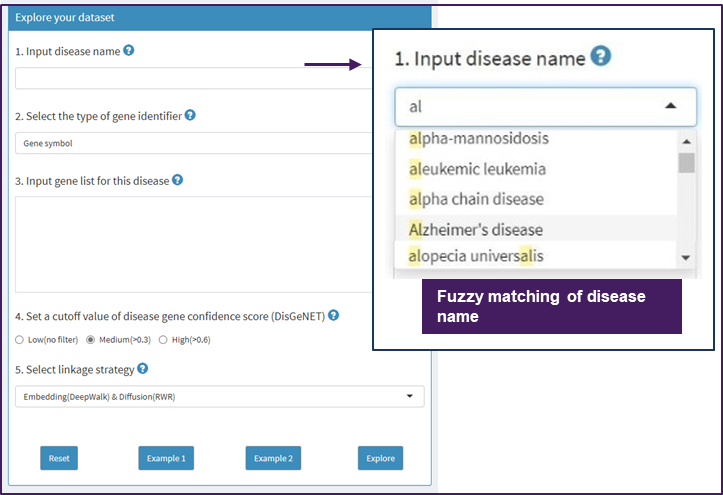 Explore your dataset
1. Input disease name ?
2. Select the type of gene identifier ?
Gene symbol
3. Input gene list for this disease ?
4. Set a cutoff value of disease gene confidence score (DisGeNET) ?
Low(no filter) Medium(>0.3) High(>0.6)
5. Select linkage strategy ?
Embedding(DeepWalk) & Diffusion(RWR)
Reset Example 1 Example 2 Explore
1. Input disease name ?
al
alpha-mannosidosis
aleukemic leukemia
alpha chain disease
Alzheimer's disease
alopecia universalis
Fuzzy matching of disease
name